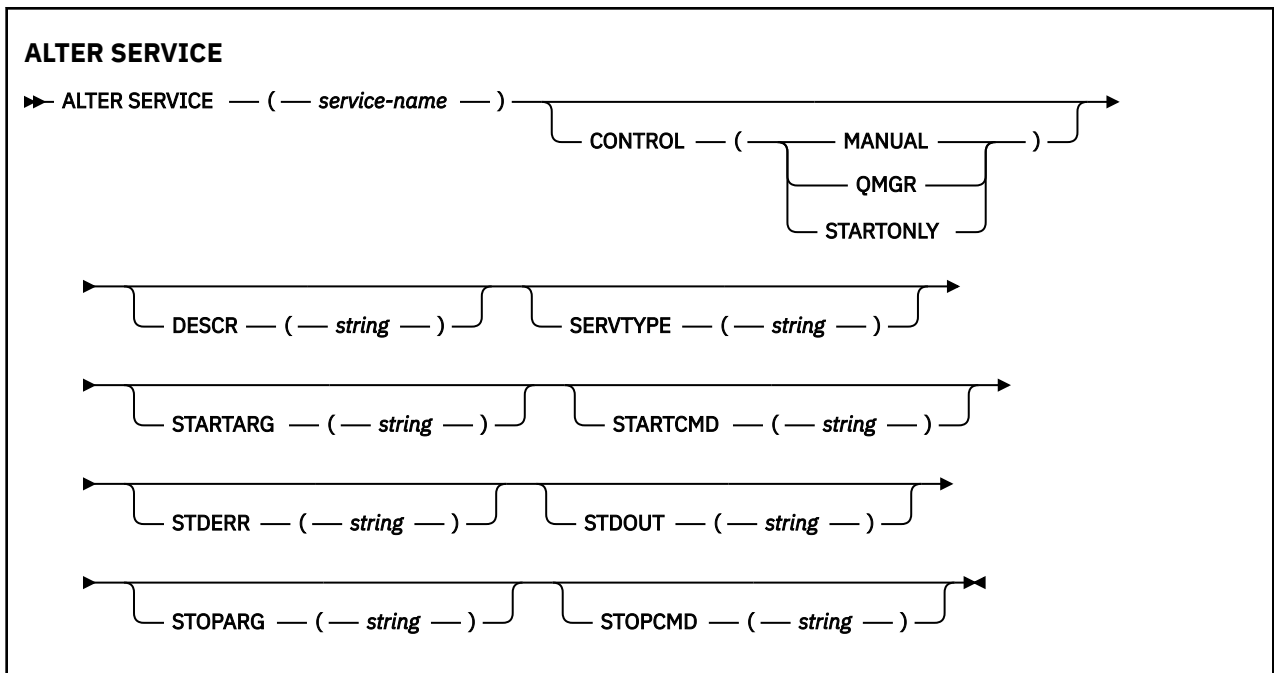 ALTER SERVICE
ALTER SERVICE ( service-name )
CONTROL ( MANUAL )
QMGR
STARTONLY
DESCR ( string ) SERVTYPE ( string )
STARTARG ( string ) STARTCMD ( string )
STDERR ( string ) STDOUT ( string )
STOPARG ( string ) STOPCMD ( string )